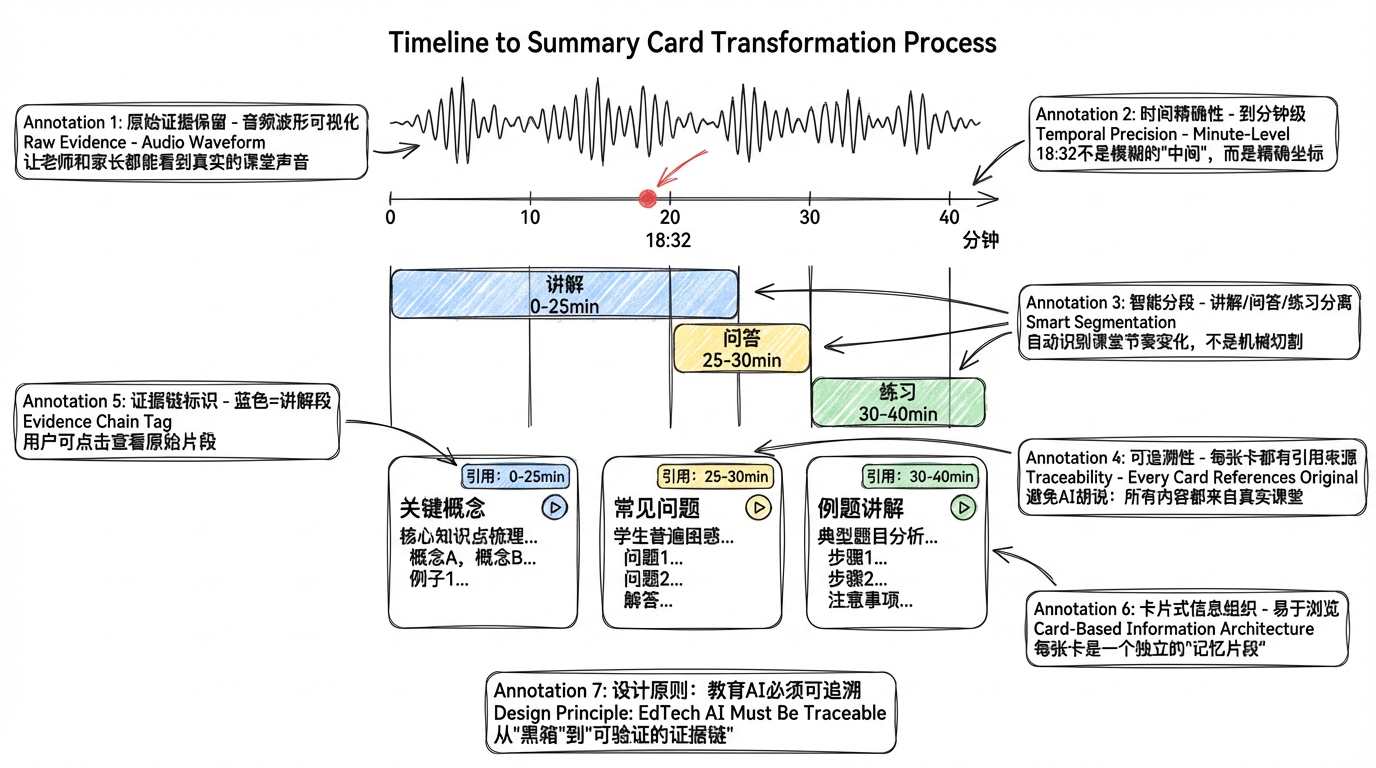 Timeline to Summary Card Transformation Process
Annotation 1: 原始证据保留 - 音频波形可视化
Raw Evidence - Audio Waveform
让老师和家长都能看到真实的课堂声音
Annotation 2: 时间精确性 - 到分钟级
Temporal Precision - Minute-Level
18:32不是模糊的"中间"，而是精确坐标
0
10
20
30
40
18:32
分钟
讲解
0-25min
问答
25-30min
练习
30-40min
Annotation 3: 智能分段 - 讲解/问答/练习分离
Smart Segmentation
自动识别课堂节奏变化，不是机械切割
Annotation 5: 证据链标识 - 蓝色=讲解段
Evidence Chain Tag
用户可点击查看原始片段
Annotation 4: 可追溯性 - 每张卡都有引用来源
Traceability - Every Card References Original
避免AI胡说：所有内容都来自真实课堂
引用：0-25min
关键概念
核心知识点梳理...
概念A，概念B...
例子1...
引用：25-30min
常见问题
学生普遍困惑...
问题1...
问题2...
解答...
引用：30-40min
例题讲解
典型题目分析...
步骤1...
步骤2...
注意事项...
Annotation 6: 卡片式信息组织 - 易于浏览
Card-Based Information Architecture
每张卡是一个独立的"记忆片段"
Annotation 7: 设计原则：教育AI必须可追溯
Design Principle: EdTech AI Must Be Traceable
从"黑箱"到"可验证的证据链"